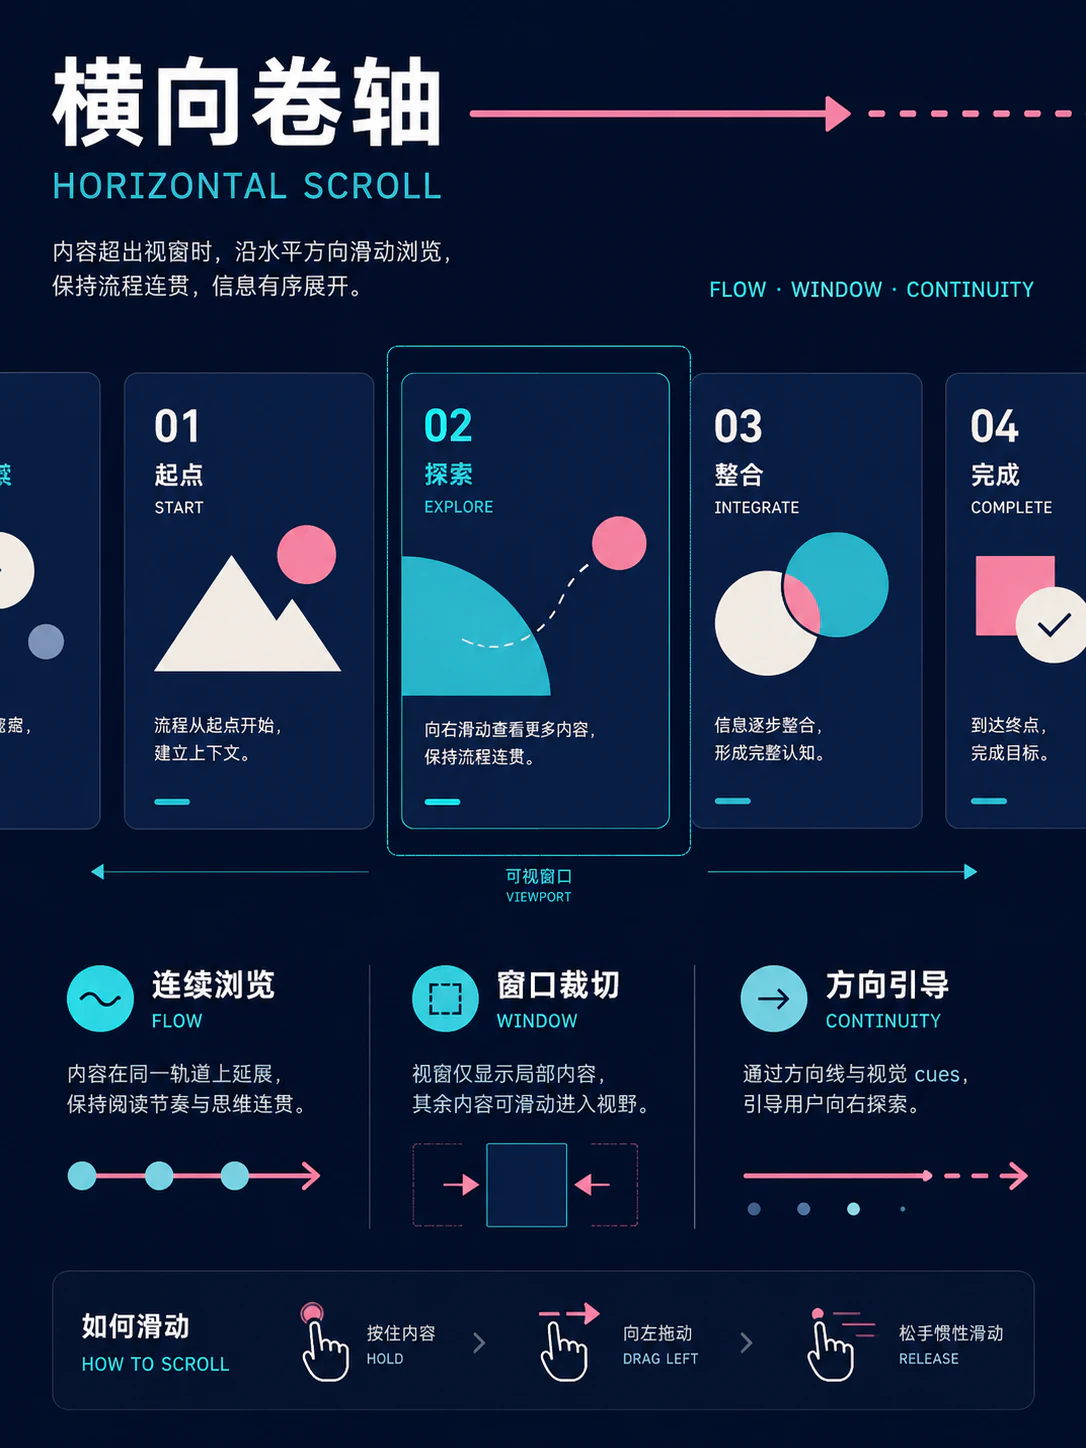 横向卷轴
HORIZONTAL SCROLL
内容超出视窗时，沿水平方向滑动浏览，
保持流程连贯，信息有序展开。
FLOW · WINDOW · CONTINUITY
01
起点
START
流程从起点开始，
建立上下文。
02
探索
EXPLORE
向右滑动查看更多内容，
保持流程连贯。
03
整合
INTEGRATE
信息逐步整合，
形成完整认知。
04
完成
COMPLETE
到达终点，
完成目标。
可视窗口
VIEWPORT
连续浏览
FLOW
内容在同一轨道上延展，
保持阅读节奏与思维连贯。
窗口裁切
WINDOW
视窗仅显示局部内容，
其余内容可滑动进入视野。
方向引导
CONTINUITY
通过方向线与视觉 cues，
引导用户向右探索。
如何滑动
HOW TO SCROLL
按住内容
HOLD
向左拖动
DRAG LEFT
松手惯性滑动
RELEASE